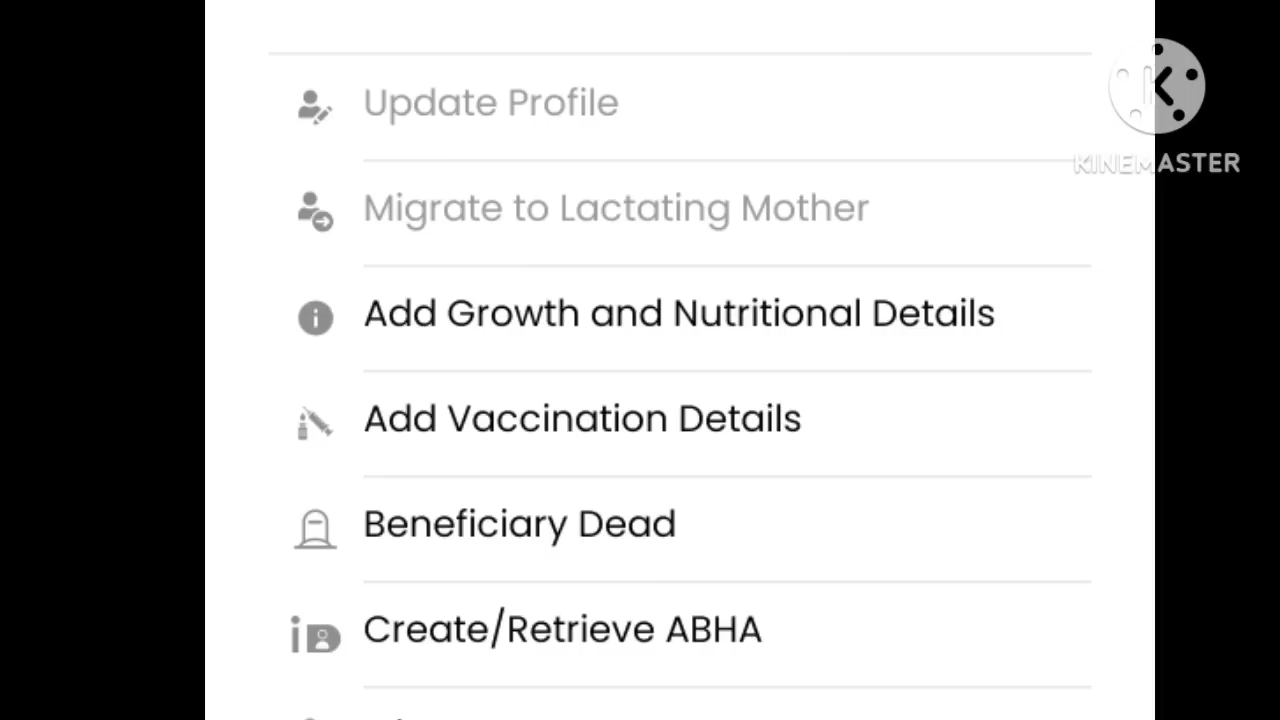 Update Profile
Migrate to Lactating Mother
Add Growth and Nutritional Details
Add Vaccination Details
Beneficiary Dead
Create/Retrieve ABHA
KINEMASTER